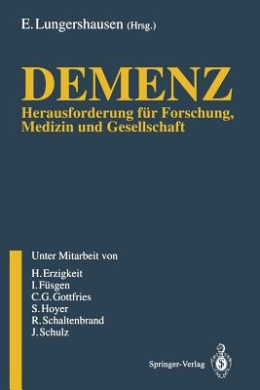 E. Lungershausen (Hrsg.)
DEMENZ
Herausforderung für Forschung,
Medizin und Gesellschaft
Unter Mitarbeit von
H. Erzigkeit
I. Füsgen
C.G. Gottfries
S. Hoyer
R. Schaltenbrand
J. Schulz
Springer-Verlag